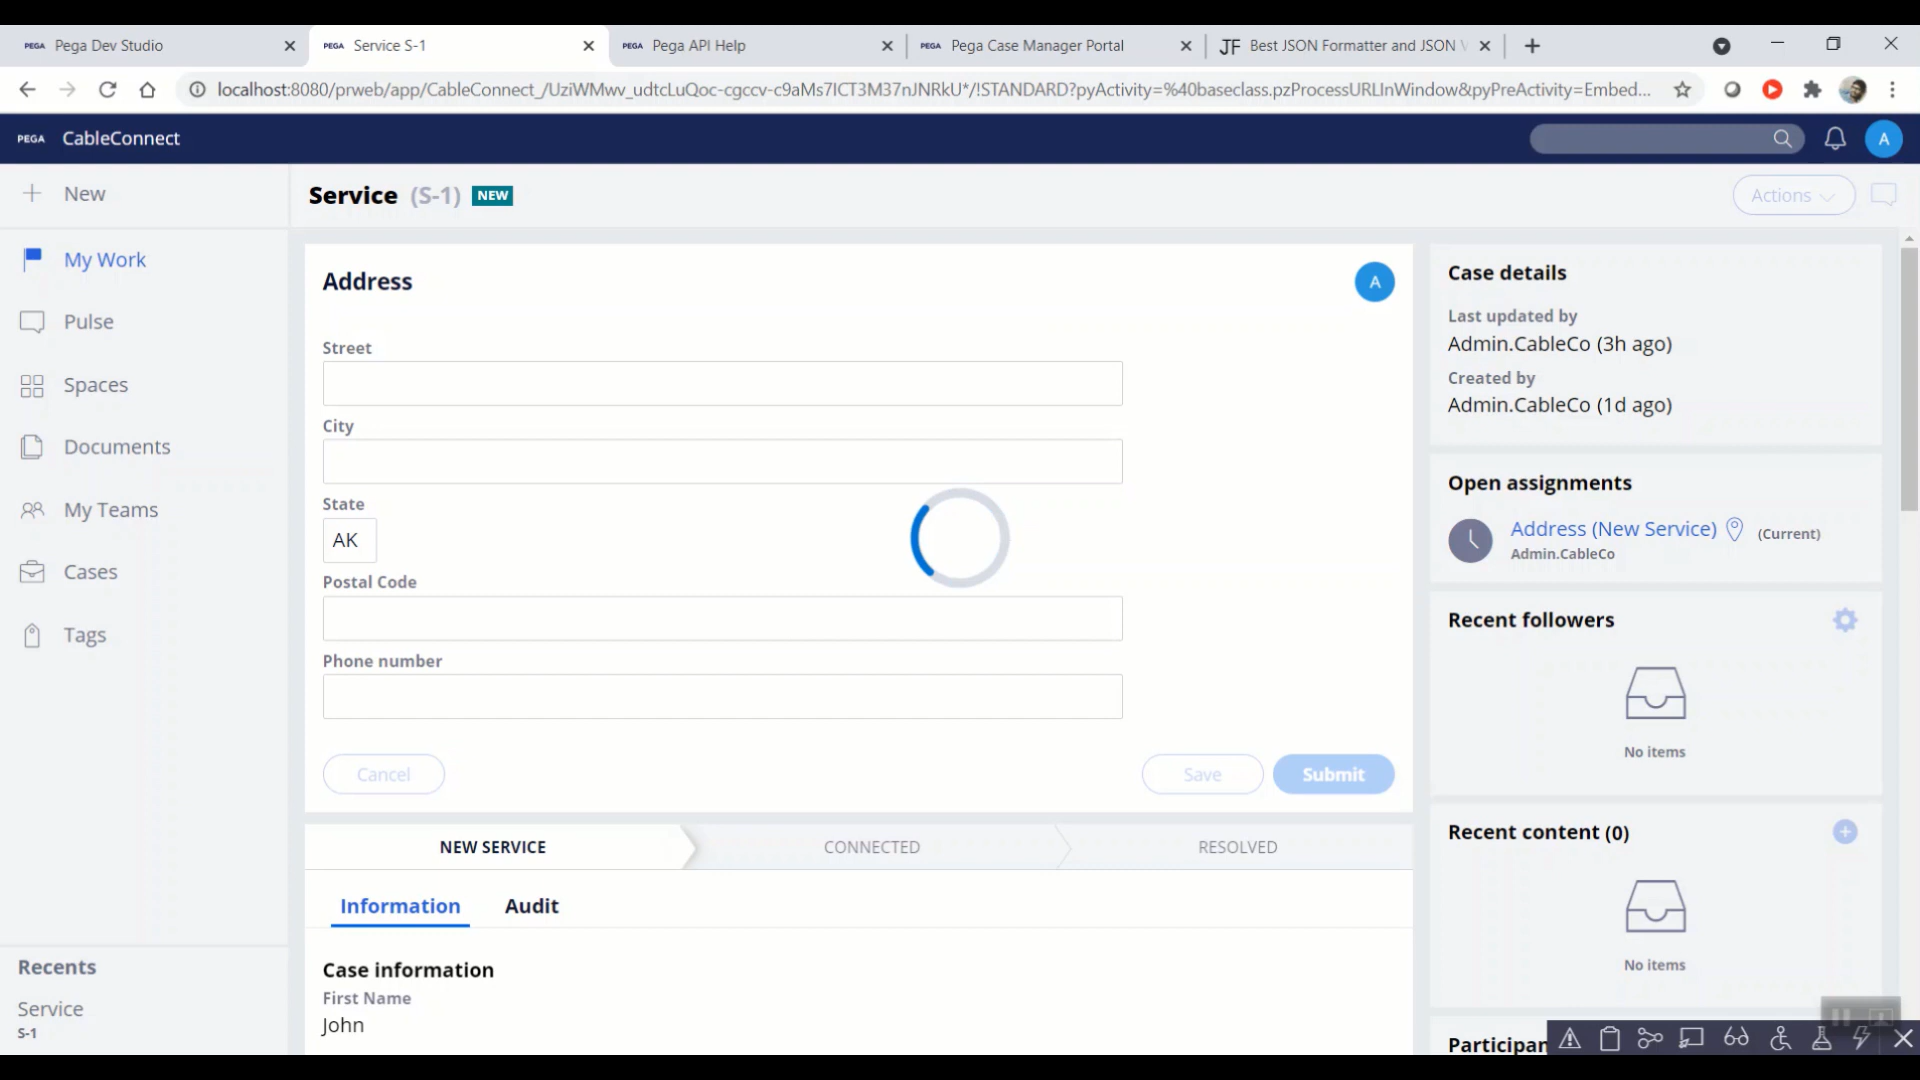 PEGA Pega Dev Studio
PEGA Service S-1
PEGA Pega API Help
PEGA Pega Case Manager Portal
JF Best JSON Formatter and JSON
localhost:8080/prweb/app/CableConnect_/UziWMwv_udtcLuQoc-cgccv-c9aMs7ICT3M37nJNRkU*/!STANDARD?pyActivity=%40baseclass.pzProcessURLInWindow&pyPreActivity=Embed...
PEGA CableConnect
A
New
Service (S-1) NEW
Actions
My Work
Pulse
Spaces
Documents
My Teams
Cases
Tags
Recents
Service
S-1
Address
A
Street
City
State
AK
Postal Code
Phone number
Cancel
Save
Submit
NEW SERVICE
CONNECTED
RESOLVED
Information
Audit
Case information
First Name
John
Case details
Last updated by
Admin.CableCo (3h ago)
Created by
Admin.CableCo (1d ago)
Open assignments
Address (New Service) (Current)
Admin.CableCo
Recent followers
No items
Recent content (0)
No items
Participan